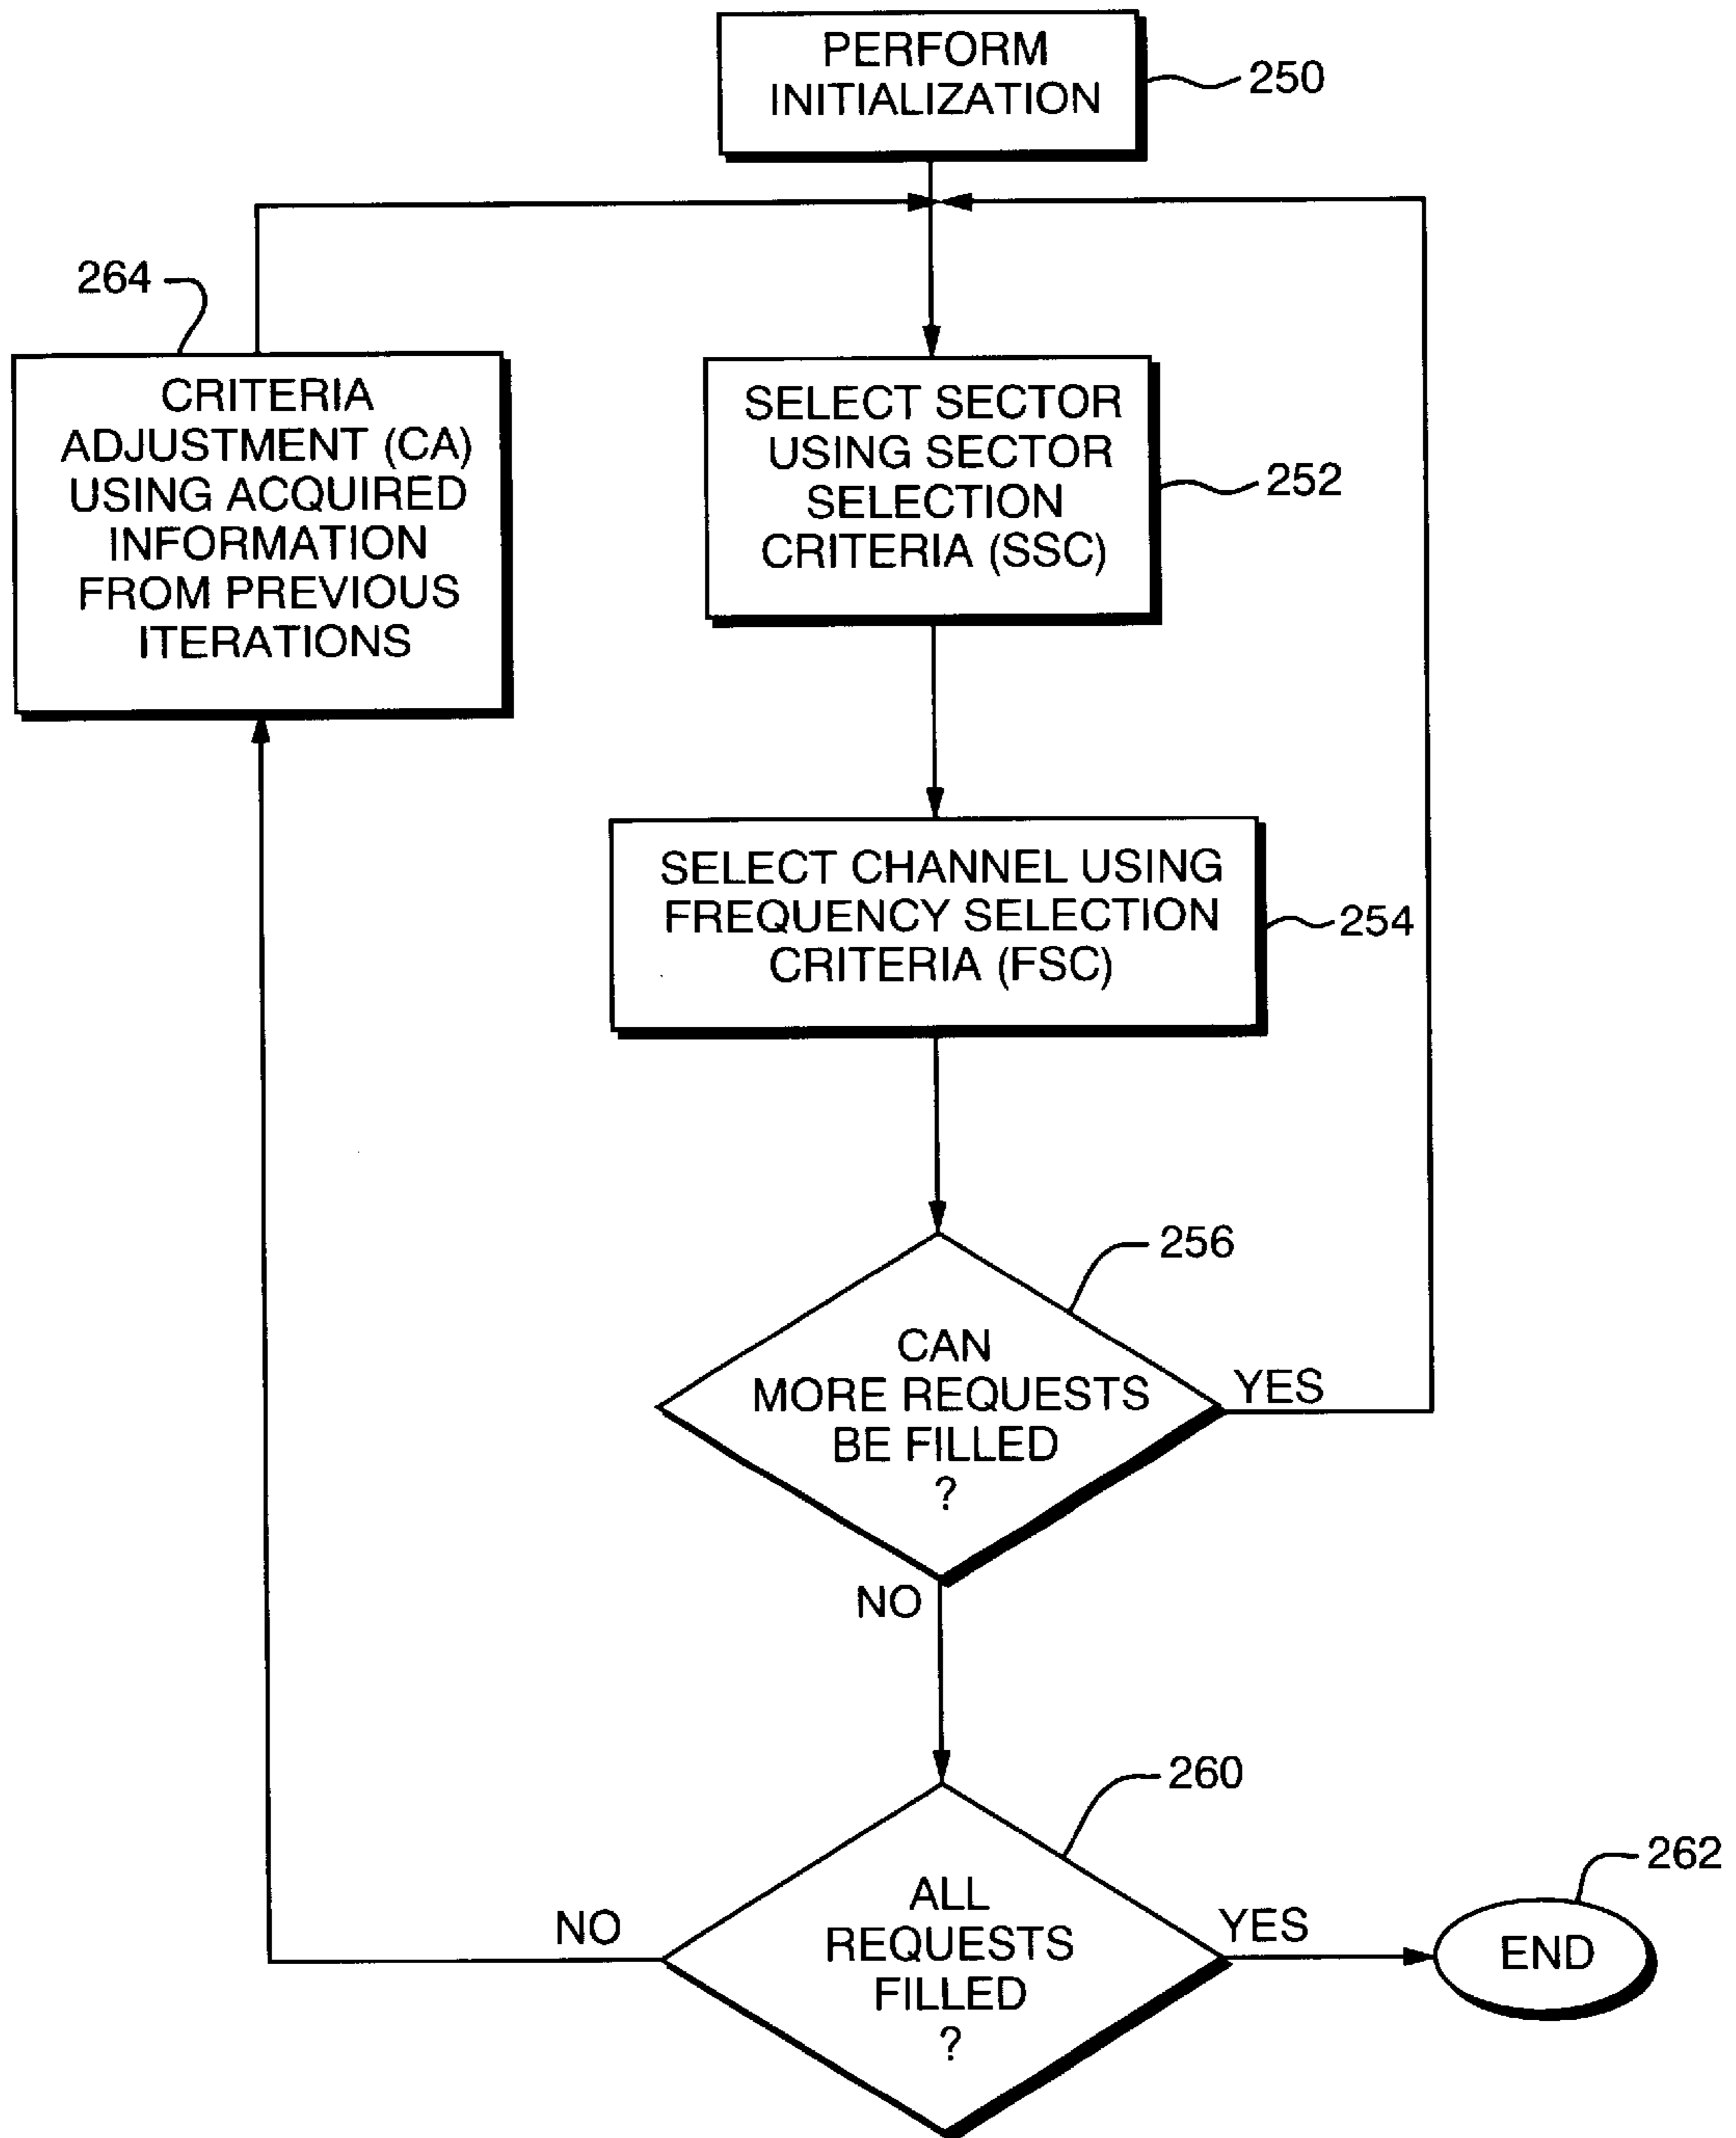 PERFORM
INITIALIZATION
250
264
CRITERIA
ADJUSTMENT (CA)
USING ACQUIRED
INFORMATION
FROM PREVIOUS
ITERATIONS
SELECT SECTOR
USING SECTOR
SELECTION
CRITERIA (SSC)
252
SELECT CHANNEL USING
FREQUENCY SELECTION
CRITERIA (FSC)
254
256
CAN
MORE REQUESTS
BE FILLED
?
YES
NO
260
ALL
REQUESTS
FILLED
?
NO
YES
262
END